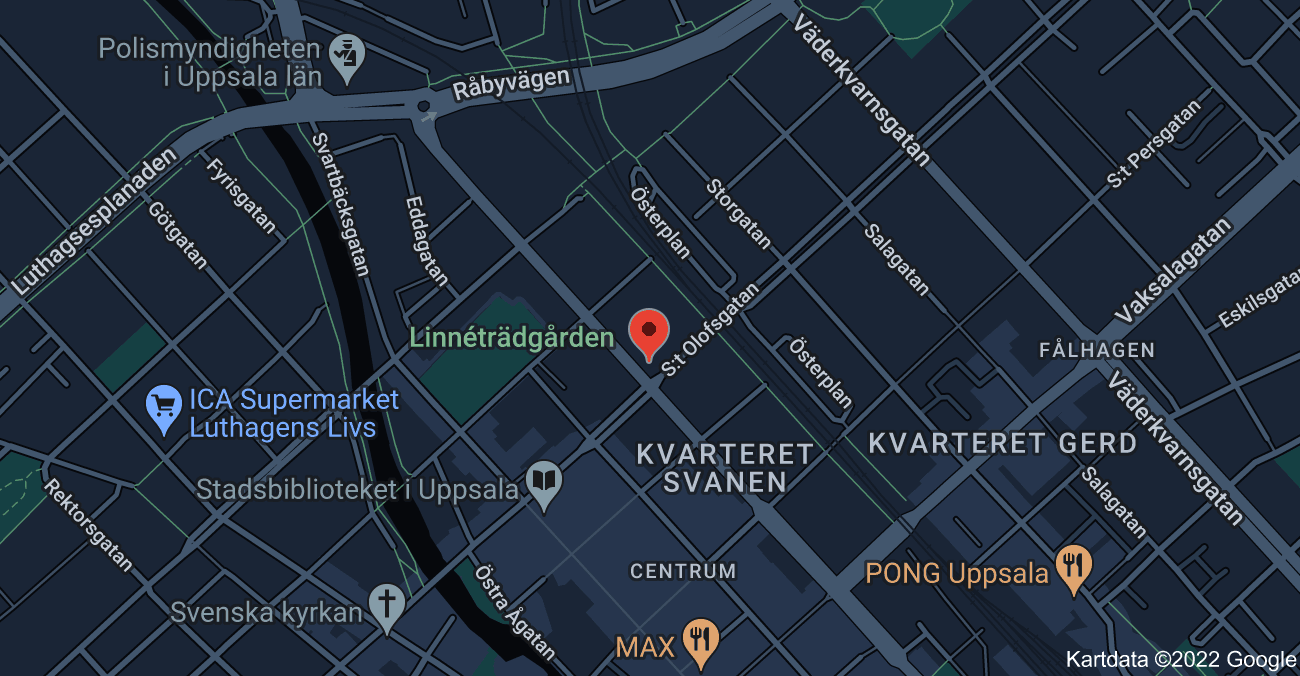 Polismyndigheten
i Uppsala län
Råbyvägen
Väderkvarnsgatan
S:t Persgatan
Luthagsesplanaden
Fyrisgatan
Svartbäcksgatan
Götgatan
Eddagatan
Österplan
Storgatan
Salagatan
Vaksalagatan
Eskilsgatan
Linnéträdgården
S:t Olofsgatan
Österplan
FÅLHAGEN
Väderkvarnsgatan
ICA Supermarket
Luthagens Livs
KVARTERET
SVANEN
KVARTERET GERD
Stadsbiblioteket i Uppsala
Rektorsgatan
Salagatan
CENTRUM
PONG Uppsala
Östra Ågatan
Svenska kyrkan
MAX
Kartdata ©2022 Google